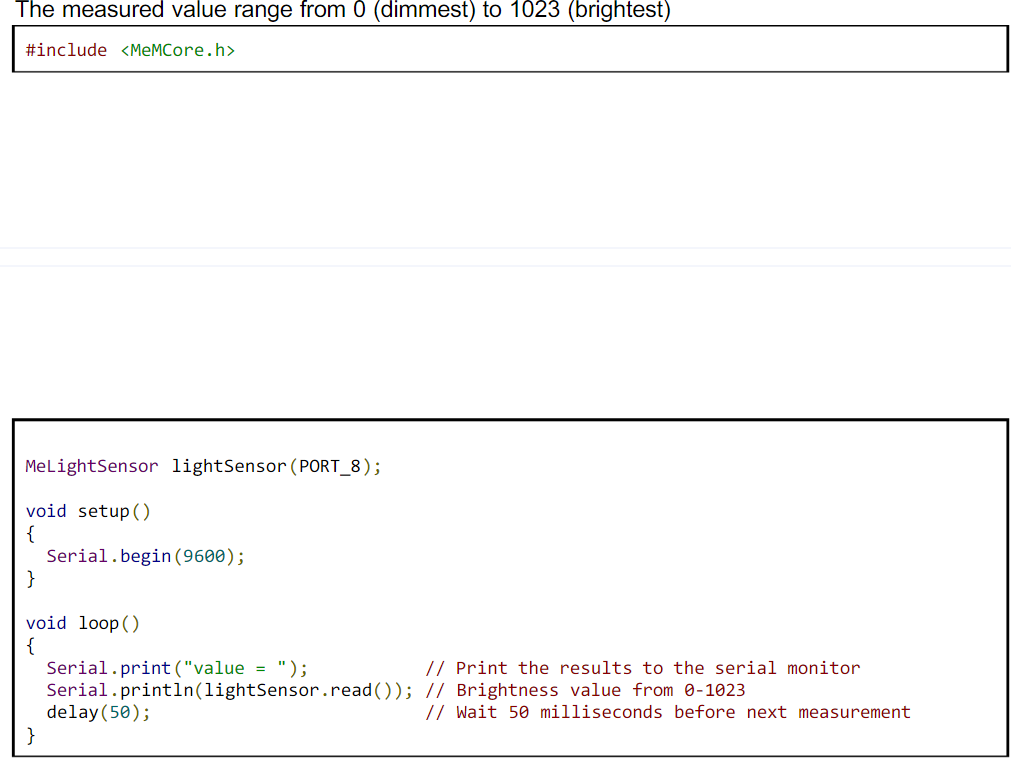 The measured value range from 0 (dimmest) to 1023 (brightest)
#include <MeMCore.h>
MeLightSensor lightSensor(PORT_8);
void setup()
{
  Serial.begin(9600);
}
void loop()
{
  Serial.print("value = ");           // Print the results to the serial monitor
  Serial.println(lightSensor.read()); // Brightness value from 0-1023
  delay(50);                          // Wait 50 milliseconds before next measurement
}